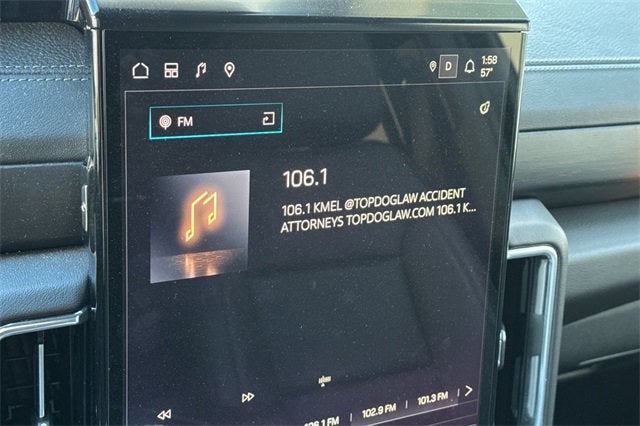 D
1:58
57°
FM
106.1
106.1 KMEL @TOPDOGLAW ACCIDENT
ATTORNEYS TOPDOGLAW.COM 106.1 K...
106.1 FM | 102.9 FM | 101.3 FM |